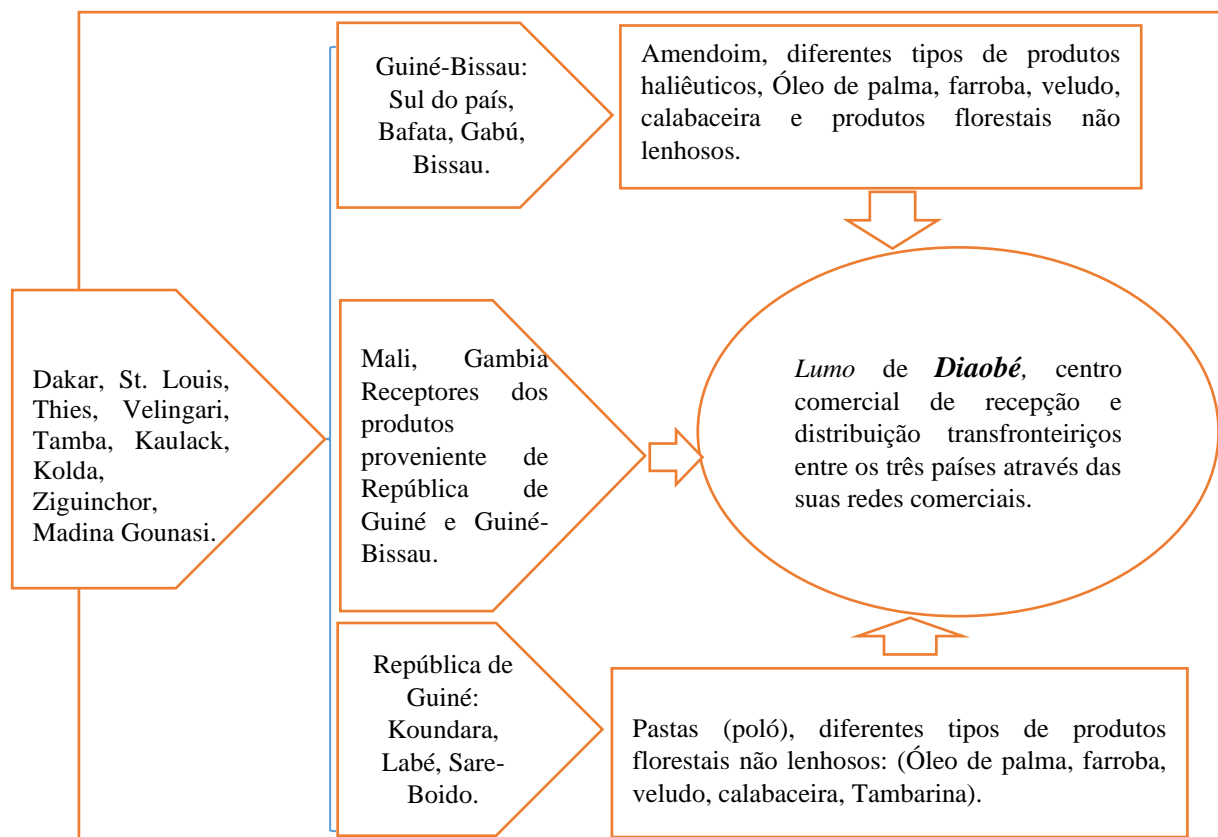 Guiné-Bissau:
Sul do país,
Bafata, Gabú,
Bissau.
Amendoim, diferentes tipos de produtos
haliêuticos, Óleo de palma, farroba, veludo,
calabaceira e produtos florestais não
lenhosos.
Dakar, St. Louis,
Thies, Velingari,
Tamba, Kaulack,
Kolda,
Ziguinchor,
Madina Gounasi.
Mali, Gambia
Receptores dos
produtos
proveniente de
República de
Guiné e Guiné-
Bissau.
Lumo de Diaobé, centro
comercial de recepção e
distribuição transfronteiriços
entre os três países através das
suas redes comerciais.
República de
Guiné:
Koundara,
Labé, Sare-
Boido.
Pastas (poló), diferentes tipos de produtos
florestais não lenhosos: (Óleo de palma, farroba,
veludo, calabaceira, Tambarina).